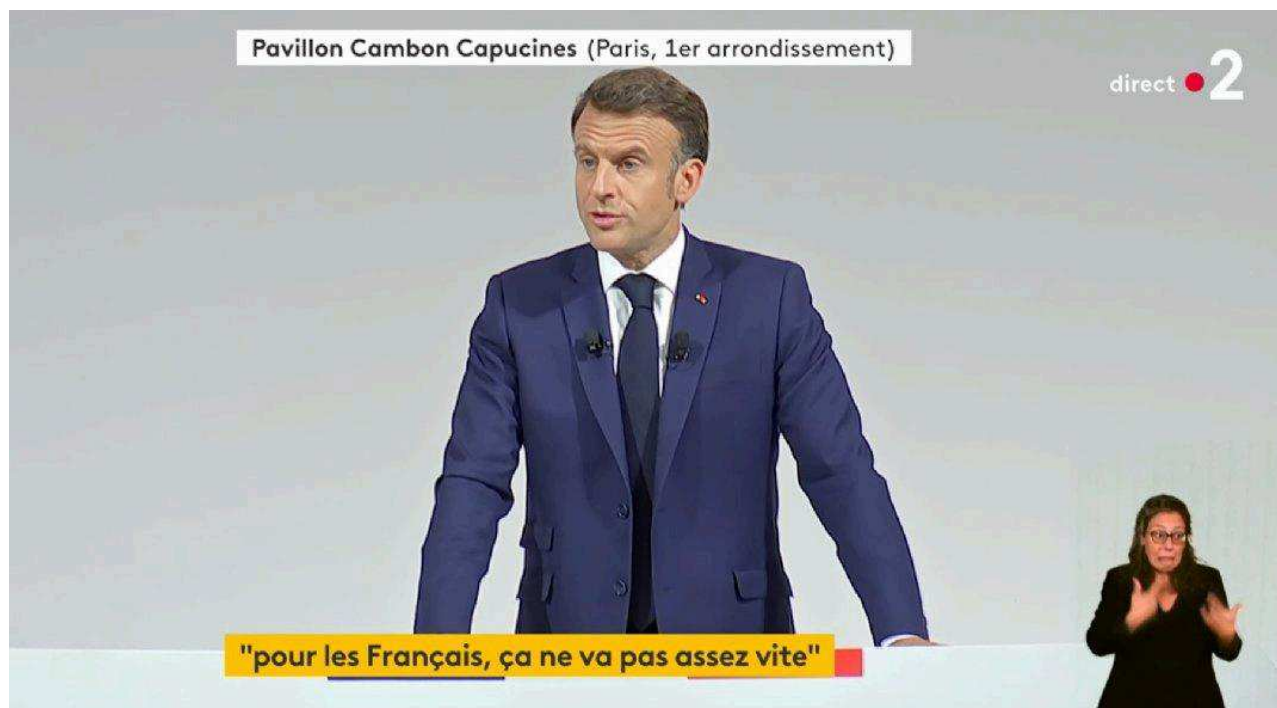 Pavillon Cambon Capucines (Paris, 1er arrondissement)
direct 2
"pour les Français, ça ne va pas assez vite"